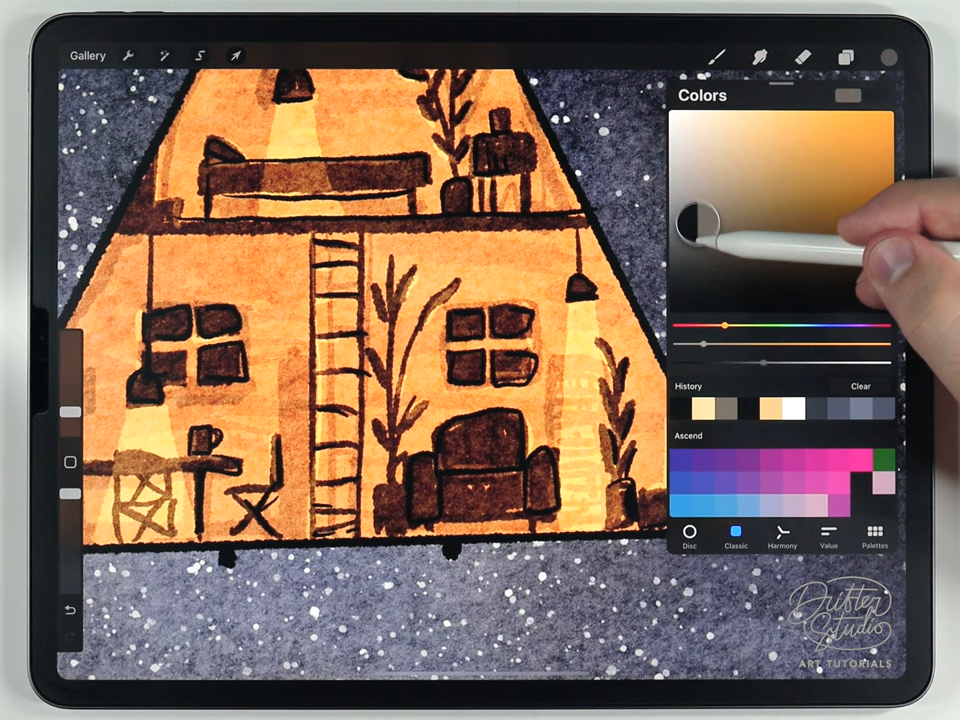 Gallery
Colors
History
Clear
Ascend
Disc
Classic
Harmony
Value
Palettes
Drifter
Studio
ART TUTORIALS